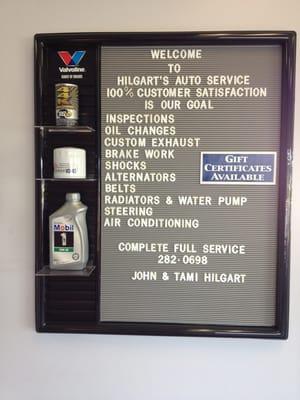 WELCOME
TO
HILGART'S AUTO SERVICE
100% CUSTOMER SATISFACTION
IS OUR GOAL
INSPECTIONS
OIL CHANGES
CUSTOM EXHAUST
BRAKE WORK
SHOCKS
ALTERNATORS
BELTS
RADIATORS & WATER PUMP
STEERING
AIR CONDITIONING
GIFT
CERTIFICATES
AVAILABLE
COMPLETE FULL SERVICE
282-0698
JOHN & TAMI HILGART
Valvoline
Mobil
1